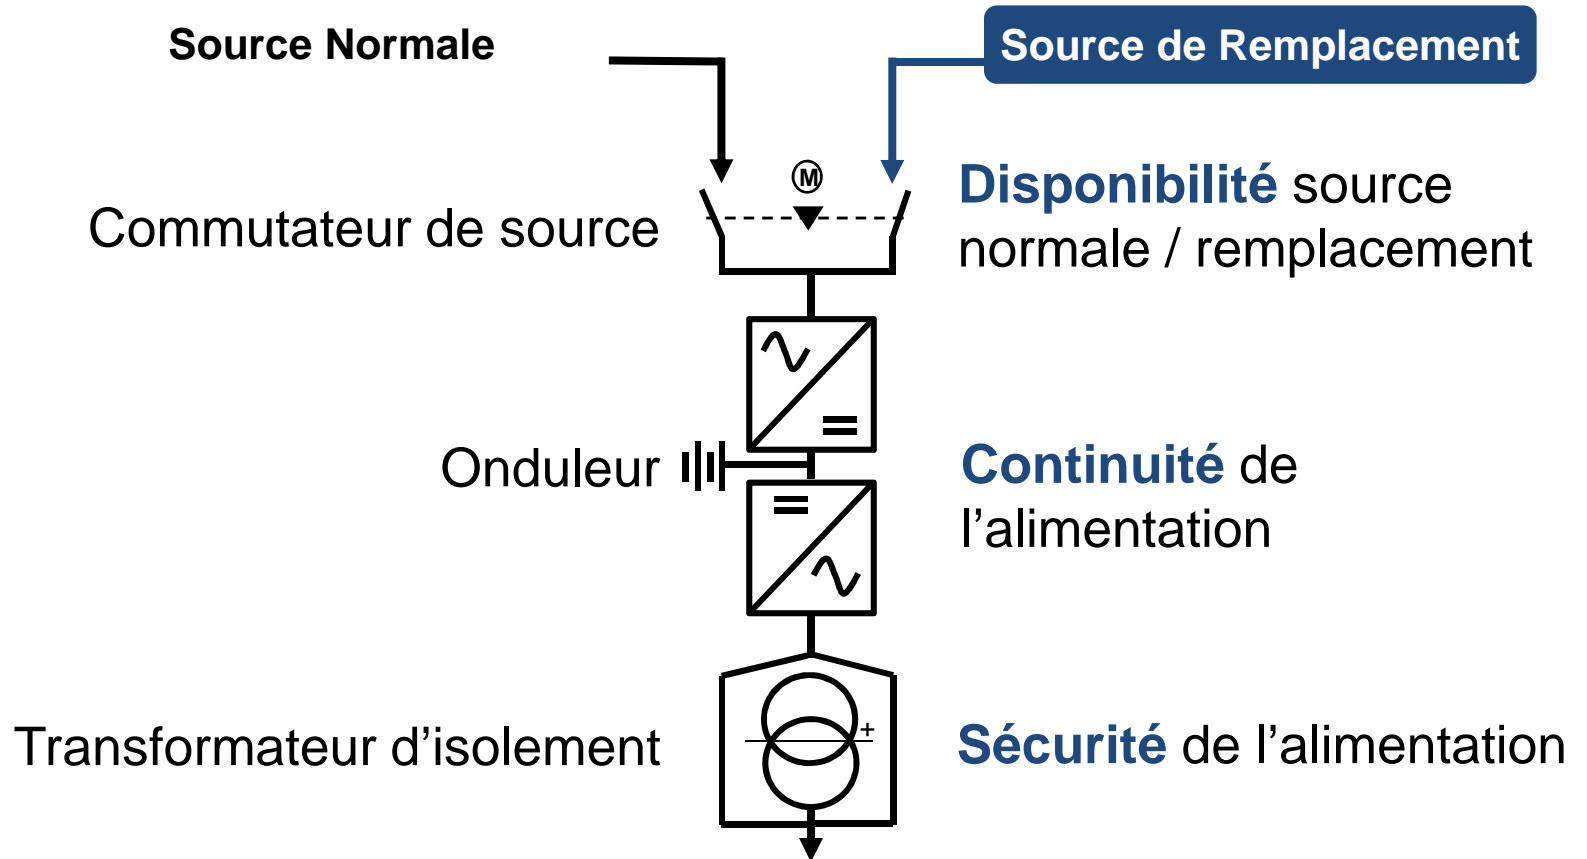 Source Normale
Source de Remplacement
M
Commutateur de source
Disponibilité source
normale / remplacement
Onduleur
Continuité de
l’alimentation
Transformateur d’isolement
+
Sécurité de l’alimentation